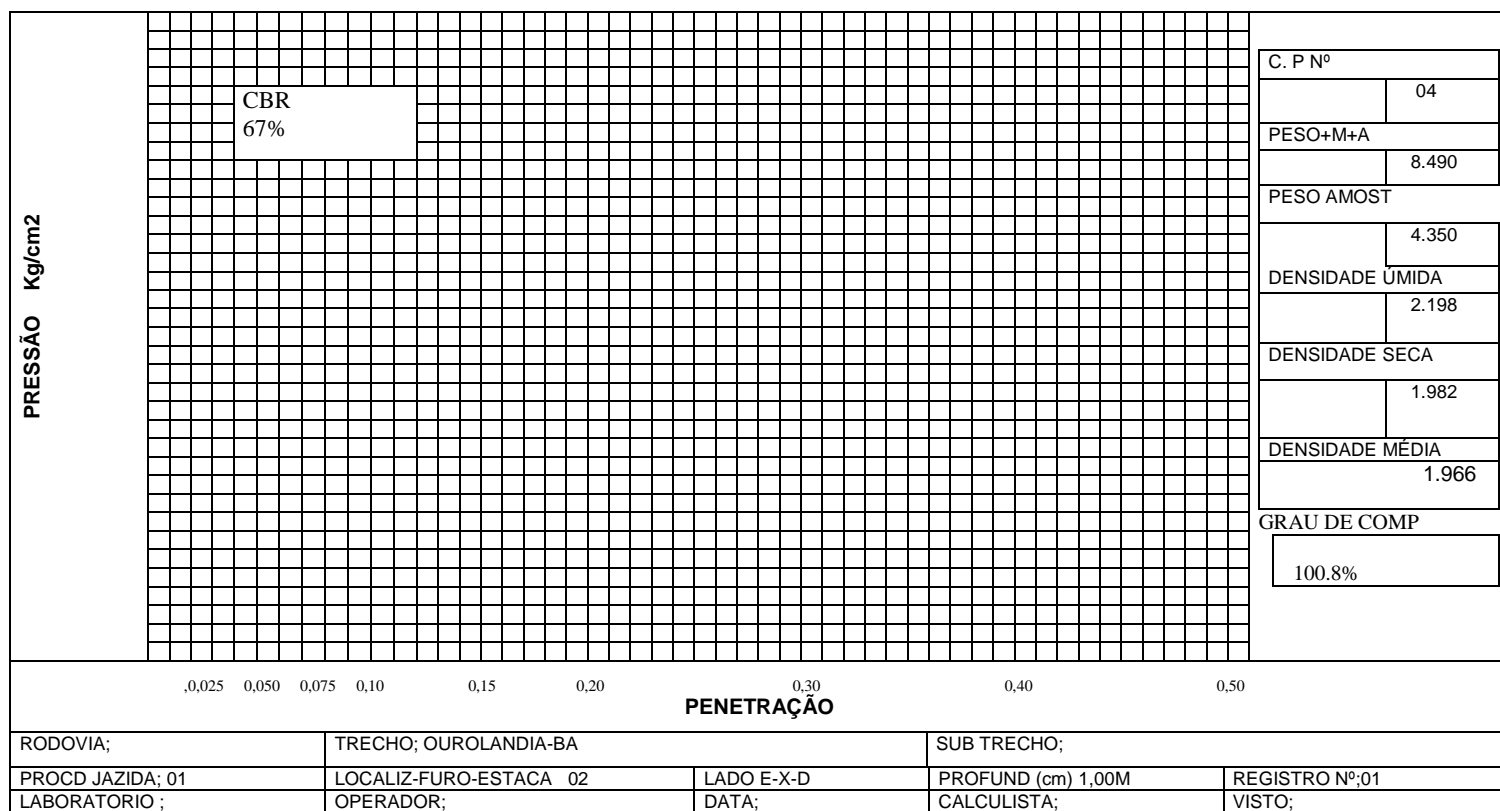 CBR
67%
PRESSÃO Kg/cm2
C. P Nº
04
PESO+M+A
8.490
PESO AMOST
4.350
DENSIDADE ÚMIDA
2.198
DENSIDADE SECA
1.982
DENSIDADE MÉDIA
1.966
GRAU DE COMP
100.8%
,0,025 0,050 0,075 0,10 0,15 0,20 0,30 0,40 0,50
PENETRAÇÃO
RODOVIA; TRECHO; OUROLANDIA-BA SUB TRECHO;
PROCD JAZIDA; 01 LOCALIZ-FURO-ESTACA 02 LADO E-X-D PROFUND (cm) 1,00M REGISTRO Nº;01
LABORATORIO ; OPERADOR; DATA; CALCULISTA; VISTO;